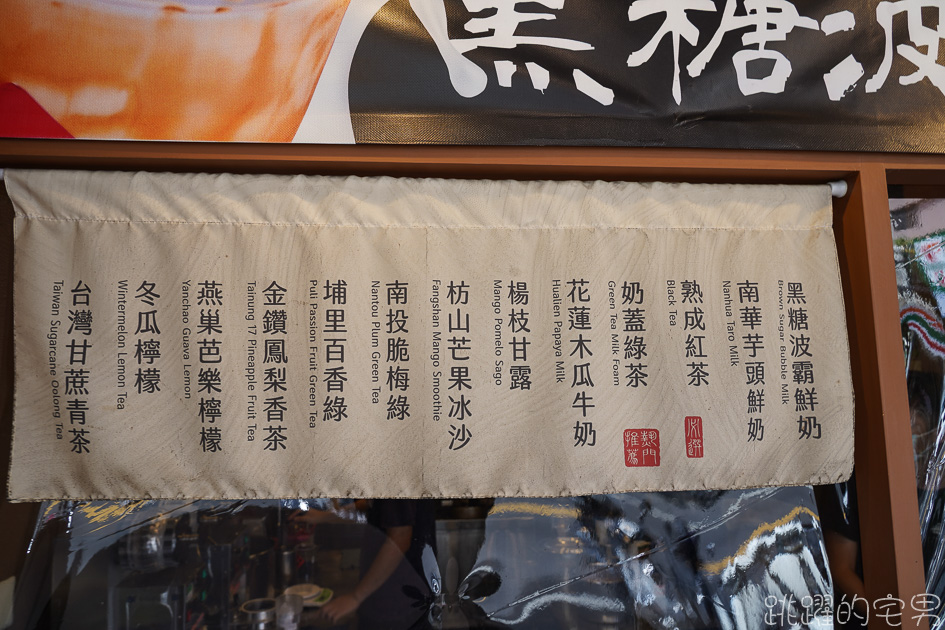 黑糖波
黑糖波霸鮮奶
Brown Sugar Bubble Milk
南華芋頭鮮奶
Nanhua Taro Milk
熟成紅茶
Black Tea
必選
奶蓋綠茶
Green Tea Milk Foam
熱門
推薦
花蓮木瓜牛奶
Hualien Papaya Milk
楊枝甘露
Mango Pomelo Sago
枋山芒果冰沙
Fangshan Mango Smoothie
南投脆梅綠
Nantou Plum Green Tea
埔里百香綠
Puli Passion Fruit Green Tea
金鑽鳳梨香茶
Tainung 17 Pineapple Fruit Tea
燕巢芭樂檸檬
Yanchao Guava Lemon
冬瓜檸檬
Wintermelon Lemon Tea
台灣甘蔗青茶
Taiwan Sugarcane Oolong Tea
跳躍的宅男